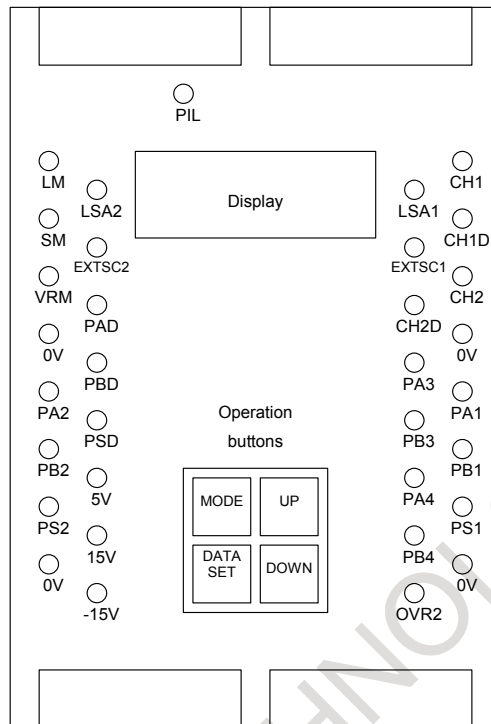 PIL
LM
CH1
LSA2
Display
LSA1
SM
CH1D
EXTSC2
EXTSC1
VRM
CH2
PAD
CH2D
0V
0V
PBD
PA3
PA2
PA1
PSD
Operation
PB3
buttons
PB2
PB1
5V
MODE
UP
PA4
PS2
PS1
15V
DATA
SET
DOWN
PB4
0V
0V
-15V
OVR2